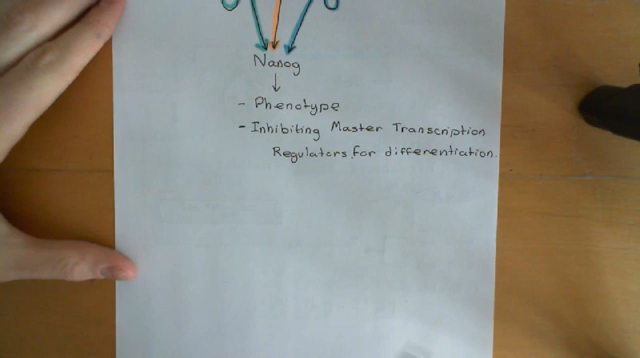 Nanog
- Phenotype
- Inhibiting Master Transcription
Regulators for differentiation.